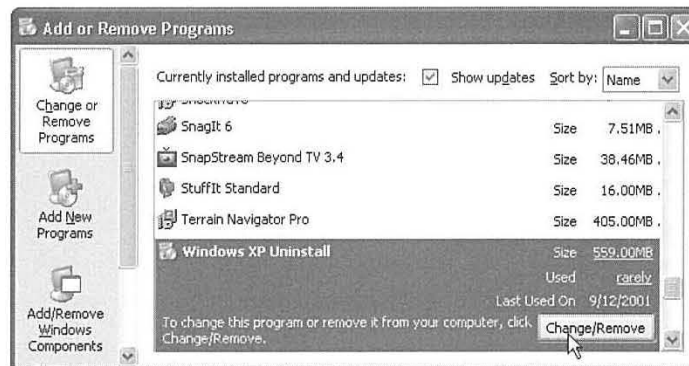 Add or Remove Programs
Change or Remove Programs
Add New Programs
Add/Remove Windows Components
Currently installed programs and updates: Show updates Sort by: Name
SnagIt 6 Size 7.51MB
SnapStream Beyond TV 3.4 Size 38.46MB
StuffIt Standard Size 16.00MB
Terrain Navigator Pro Size 405.00MB
Windows XP Uninstall Size 559.00MB
Used rarely
Last Used On 9/12/2001
To change this program or remove it from your computer, click
Change/Remove.
Change/Remove